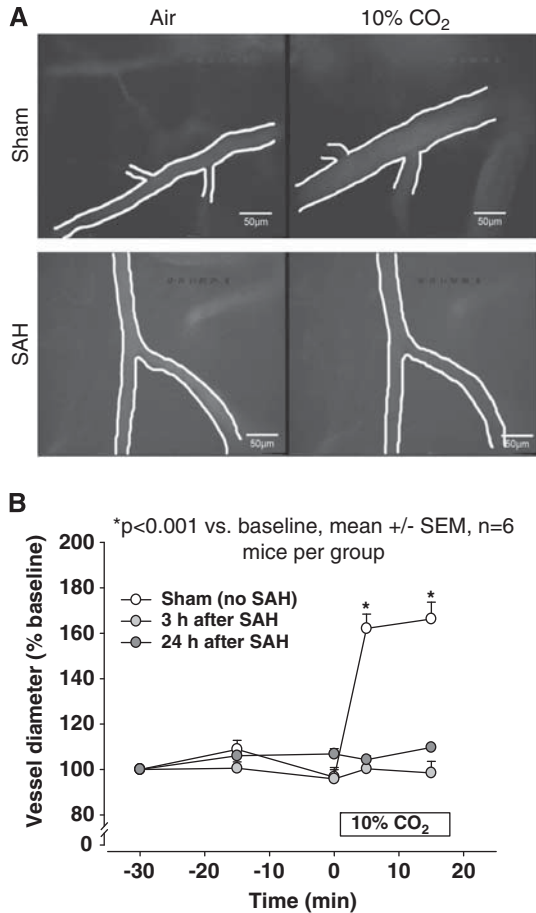 A
Air
10% CO₂
Sham
50µm
50µm
SAH
50µm
50µm
B
*p<0.001 vs. baseline, mean +/- SEM, n=6
mice per group
200
180
160
140
120
100
80
0
Vessel diameter (% baseline)
Sham (no SAH)
3 h after SAH
24 h after SAH
*
*
10% CO₂
-30
-20
-10
0
10
20
Time (min)